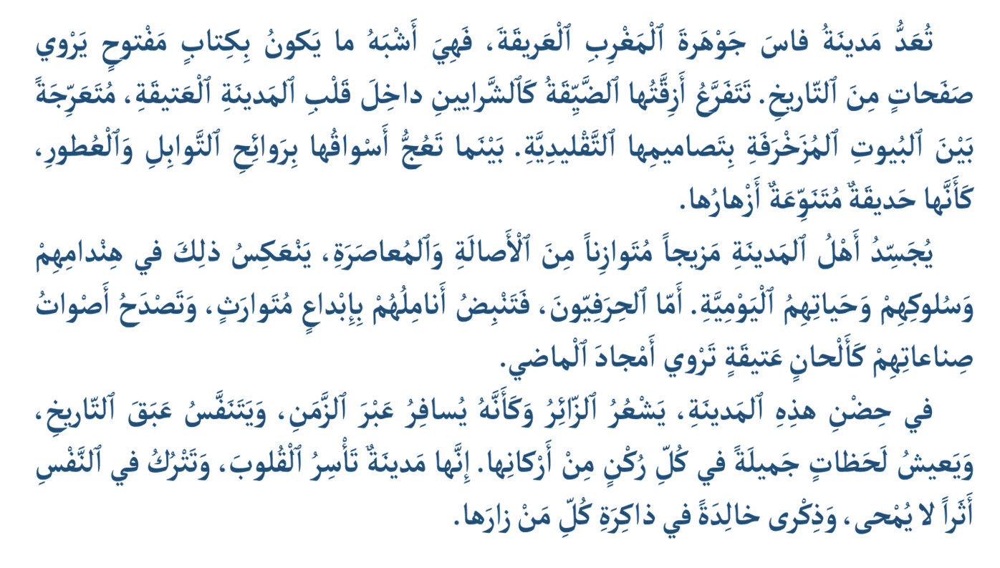 تُعَدُّ مَدينَةُ فاسَ جَوْهَرةَ ٱلْمَغْرِبِ ٱلْعَريقَةَ، فَهِيَ أَشْبَهُ ما يَكونُ بِكِتابٍ مَفْتوحٍ يَرْوي
صَفَحاتٍ مِنَ ٱلتّاريخِ. تَتَفَرَّعُ أَزِقَّتُها ٱلضَّيِّقَةُ كَٱلشَّرايينِ داخِلَ قَلْبِ ٱلمَدينَةِ ٱلْعَتيقَةِ، مُتَعَرِّجَةً
بَيْنَ ٱلبُيوتِ ٱلمُزَخْرَفَةِ بِتَصاميمِها ٱلتَّقْليدِيَّةِ. بَيْنَما تَعُجُّ أَسْواقُها بِرَوائِحِ ٱلتَّوابِلِ وَٱلْعُطورِ،
كَأَنَّها حَديقَةٌ مُتَنَوِّعَةٌ أَزْهارُها.
يُجَسِّدُ أَهْلُ ٱلمَدينَةِ مَزيجاً مُتَوازِناً مِنَ ٱلْأَصالَةِ وَٱلمُعاصَرَةِ، يَنْعَكِسُ ذلِكَ في هِنْدامِهِمْ
وَسُلوكِهِمْ وَحَياتِهِمُ ٱلْيَوْمِيَّةِ. أَمّا ٱلحِرَفِيّونَ، فَتَنْبِضُ أَنامِلُهُمْ بِإِبْداعٍ مُتَوارَثٍ، وَتَصْدَحُ أَصْواتُ
صِناعاتِهِمْ كَأَلْحانٍ عَتيقَةٍ تَرْوي أَمْجادَ ٱلْماضي.
في حِضْنِ هذِهِ ٱلمَدينَةِ، يَشْعُرُ ٱلزّائِرُ وَكَأَنَّهُ يُسافِرُ عَبْرَ ٱلزَّمَنِ، وَيَتَنَفَّسُ عَبَقَ ٱلتّاريخِ،
وَيَعيشُ لَحَظاتٍ جَميلَةً في كُلِّ رُكْنٍ مِنْ أَرْكانِها. إِنَّها مَدينَةٌ تَأْسِرُ ٱلْقُلوبَ، وَتَتْرُكُ في ٱلنَّفْسِ
أَثَراً لا يُمْحى، وَذِكْرى خالِدَةً في ذاكِرَةِ كُلِّ مَنْ زارَها.